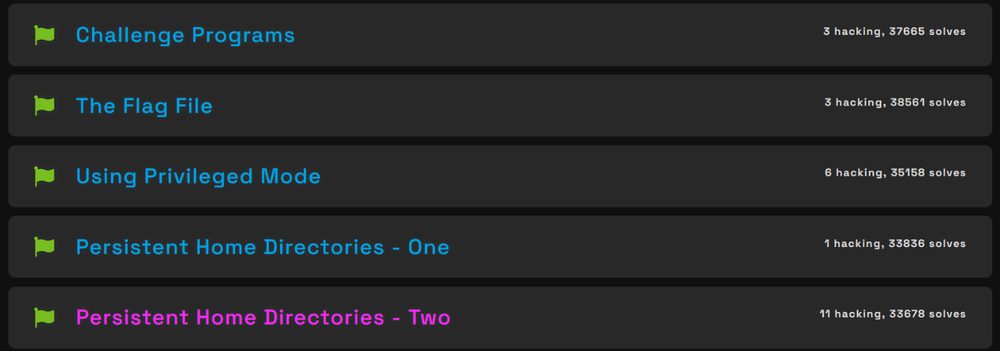 Challenge Programs
3 hacking, 37665 solves
The Flag File
3 hacking, 38561 solves
Using Privileged Mode
6 hacking, 35158 solves
Persistent Home Directories - One
1 hacking, 33836 solves
Persistent Home Directories - Two
11 hacking, 33678 solves